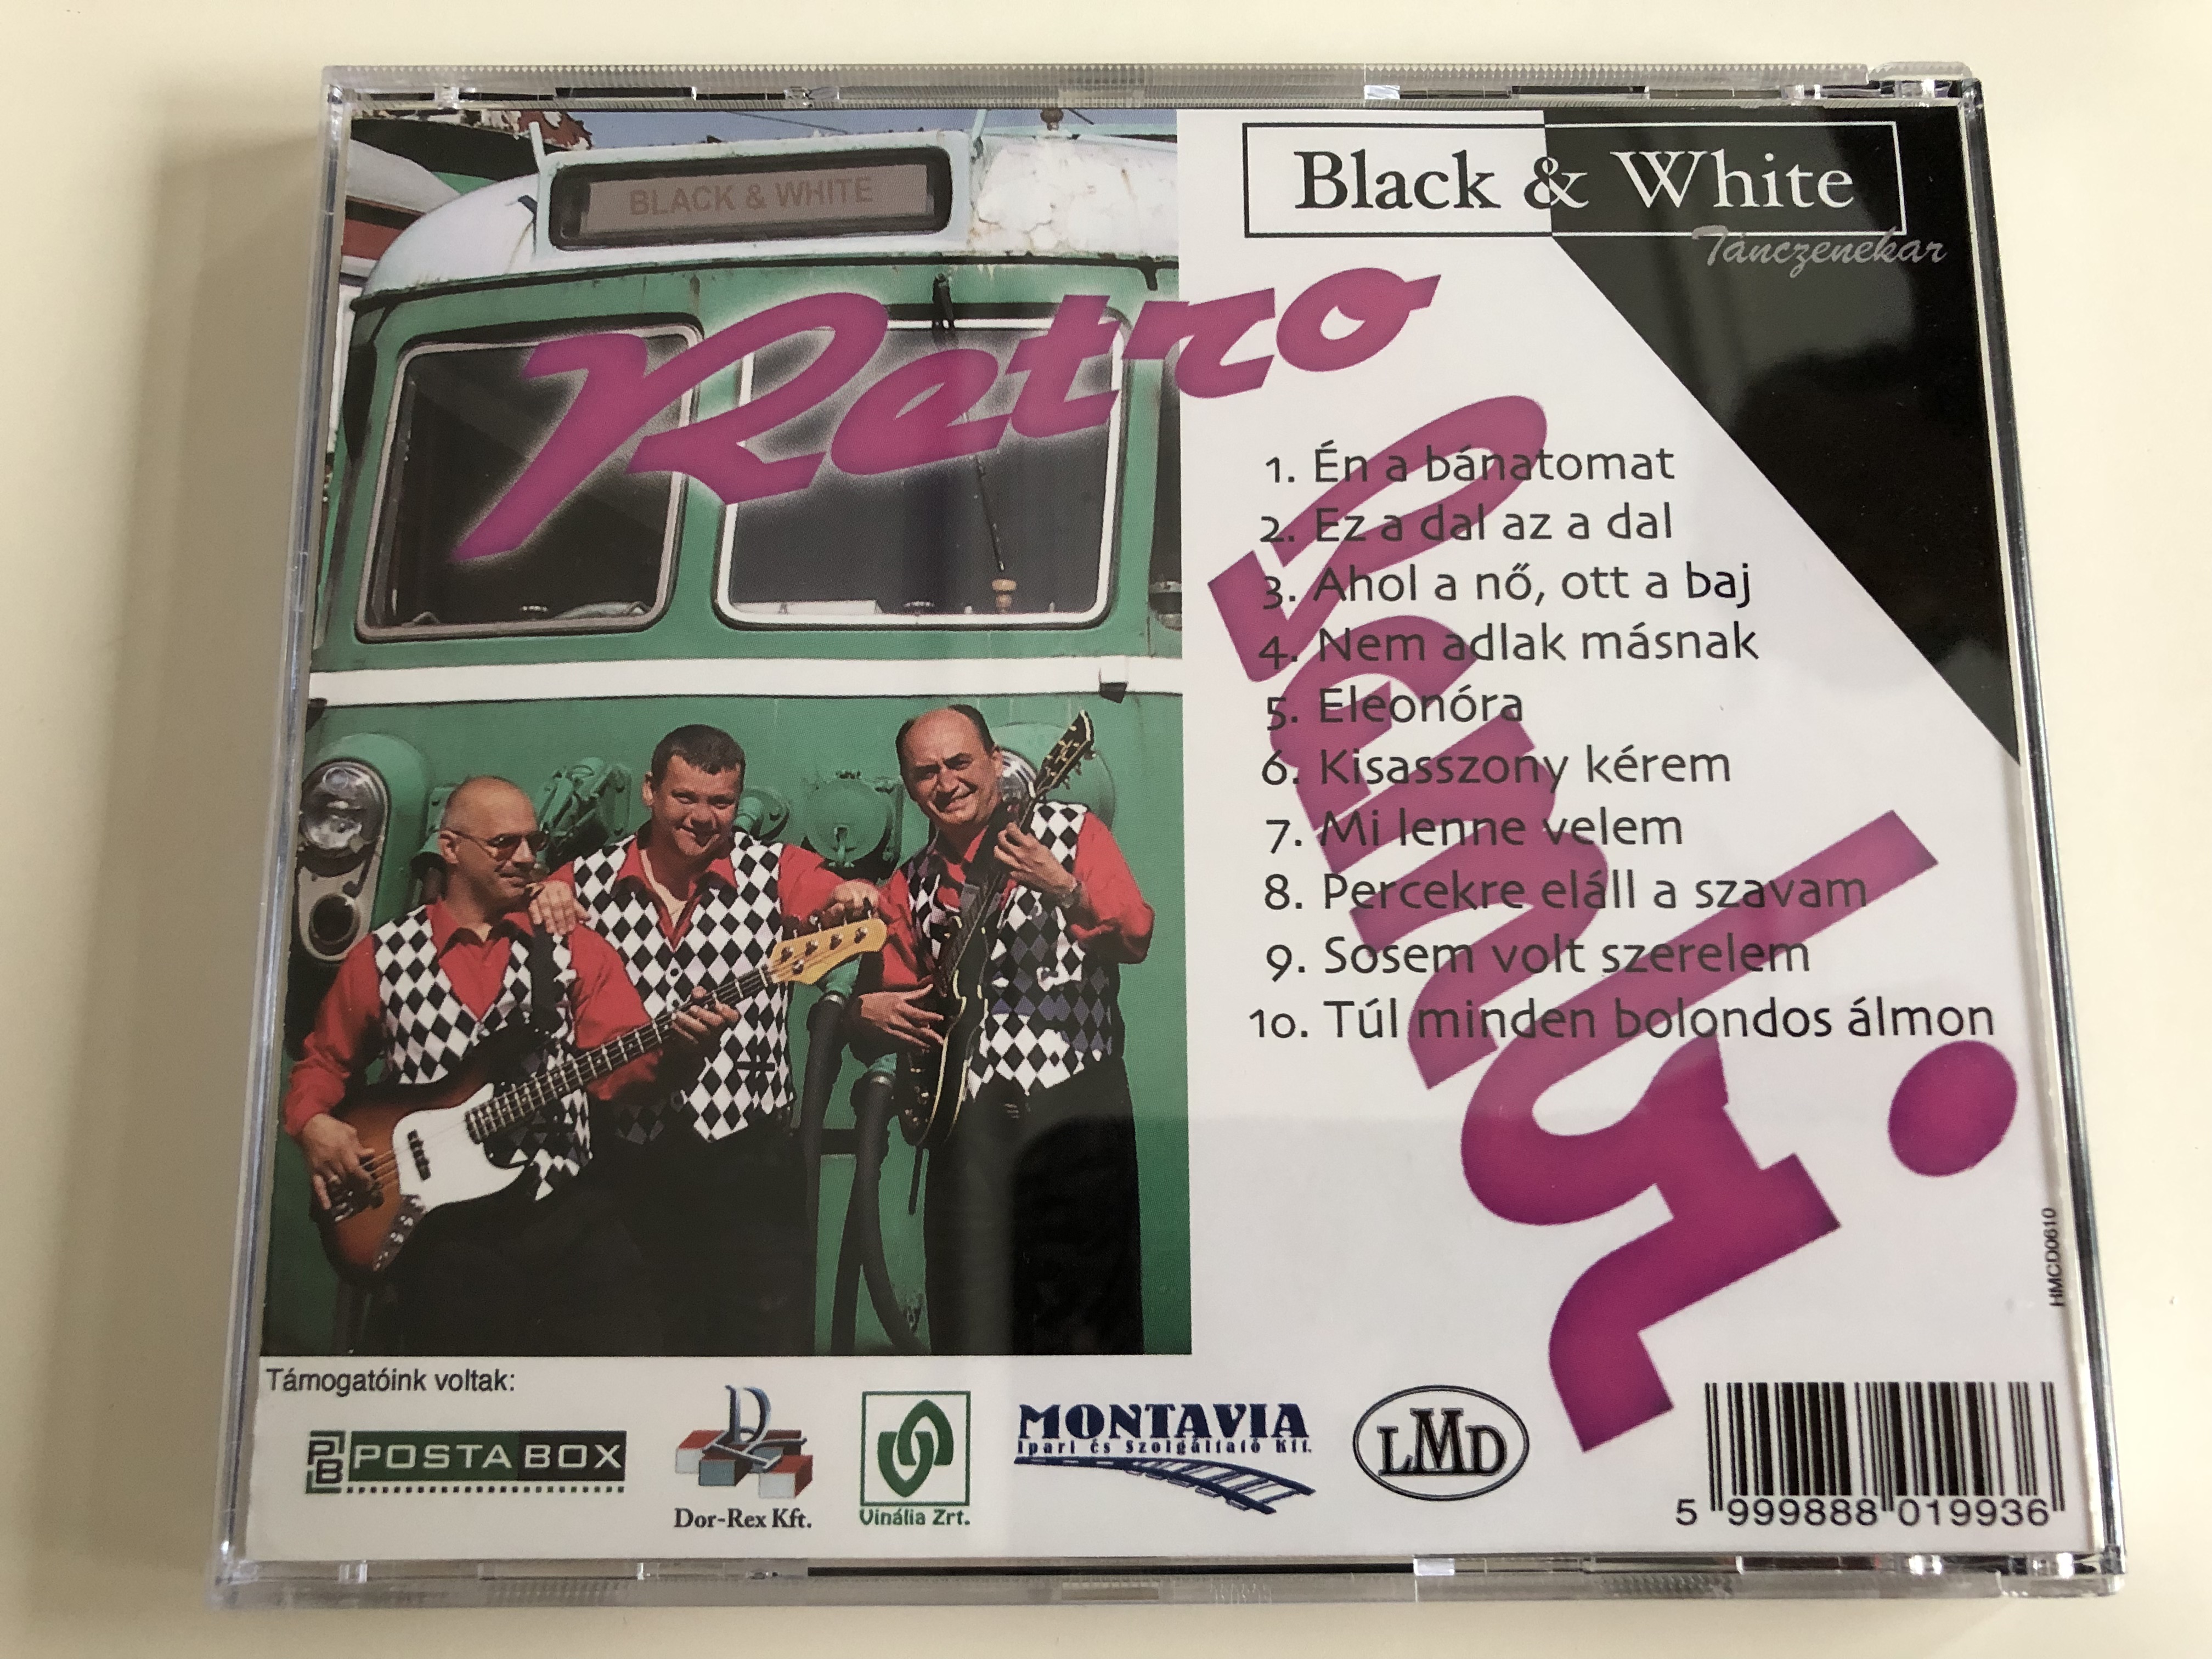 BLACK & WHITE
Black & White
Tánczenekar
Retro
Party!
1. Én a bánatomat
2. Ez a dal az a dal
3. Ahol a nő, ott a baj
4. Nem adlak másnak
5. Eleonóra
6. Kisasszony kérem
7. Mi lenne velem
8. Percekre eláll a szavam
9. Sosem volt szerelem
10. Túl minden bolondos álmon
HMCD0610
Támogatóink voltak:
PB POSTABOX
Dor-Rex Kft.
Vinália Zrt.
MONTAVIA
Ipari és Szolgáltató Kft.
LMD
5 999888 019936